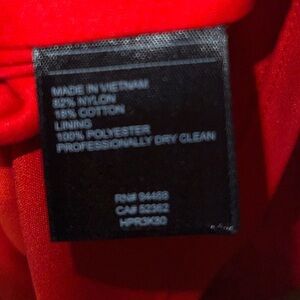 MADE IN VIETNAM
82% NYLON
18% COTTON
LINING
100% POLYESTER
PROFESSIONALLY DRY CLEAN
RN# 94488
CA# 52362
HPR3K30